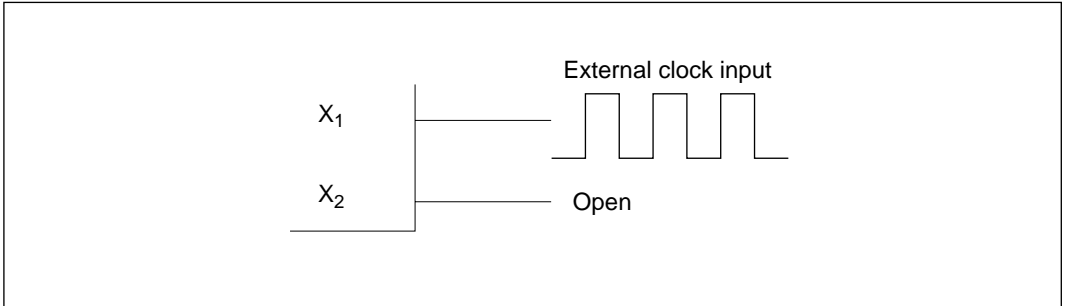 External clock input
X₁
X₂
Open